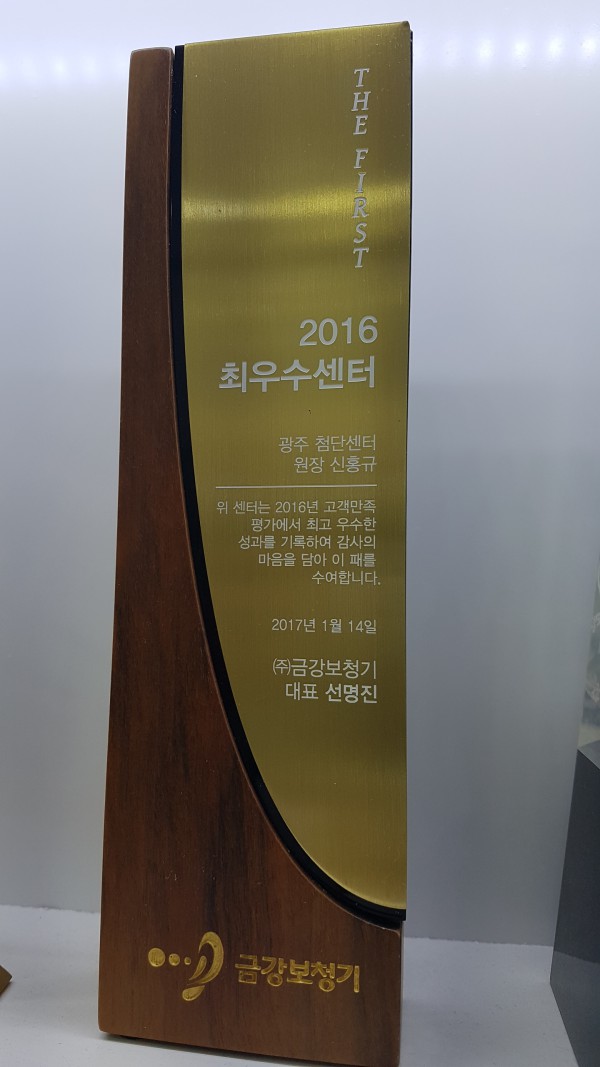 THE FIRST
2016
최우수센터
광주 첨단센터
원장 신홍규
위 센터는 2016년 고객만족
평가에서 최고 우수한
성과를 기록하여 감사의
마음을 담아 이 패를
수여합니다.
2017년 1월 14일
㈜금강보청기
대표 선명진
금강보청기